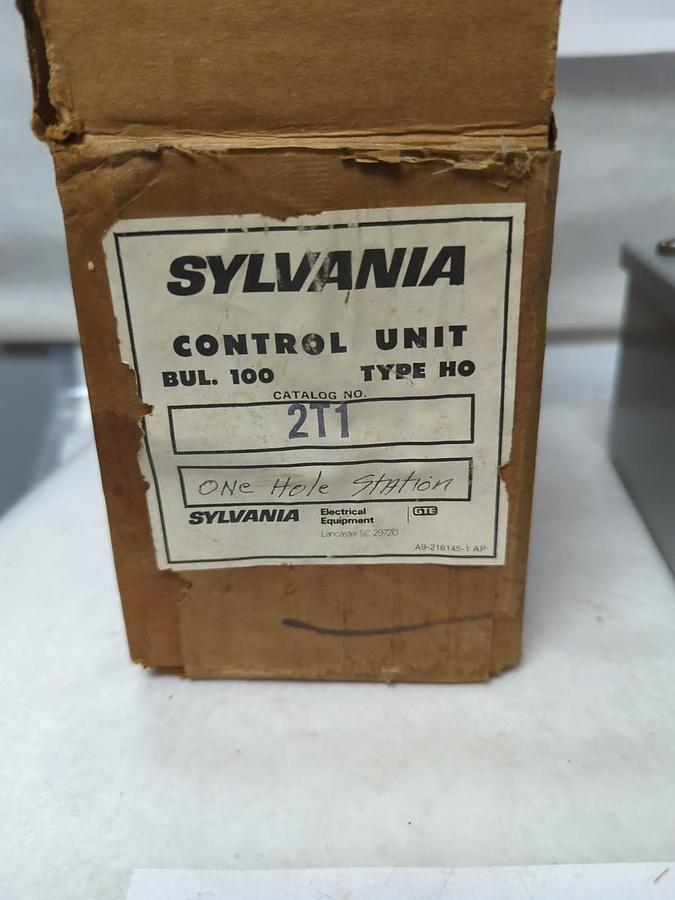 SYLVANIA
CONTROL UNIT
BUL. 100 TYPE HO
CATALOG NO.
2T1
ONe Hole Station
SYLVANIA Electrical Equipment GTE
Lancaster SC 29720
A9-216145-1 AP